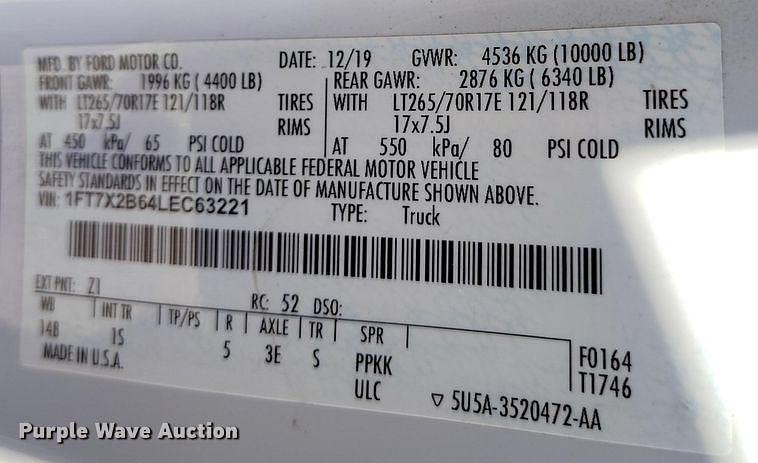 MFD. BY FORD MOTOR CO. DATE: 12/19 GVWR: 4536 KG (10000 LB)
FRONT GAWR: 1996 KG ( 4400 LB) REAR GAWR: 2876 KG ( 6340 LB)
WITH LT265/70R17E 121/118R TIRES WITH LT265/70R17E 121/118R TIRES
17x7.5J RIMS 17x7.5J RIMS
AT 450 kPa/ 65 PSI COLD AT 550 kPa/ 80 PSI COLD
THIS VEHICLE CONFORMS TO ALL APPLICABLE FEDERAL MOTOR VEHICLE
SAFETY STANDARDS IN EFFECT ON THE DATE OF MANUFACTURE SHOWN ABOVE.
VIN: 1FT7X2B64LEC63221 TYPE: Truck
EXT PNT: Z1 RC: 52 DSO:
WB INT TR TP/PS R AXLE TR SPR
148 1S 5 3E S PPKK F0164
MADE IN U.S.A. ULC T1746
▽ 5U5A-3520472-AA
Purple Wave Auction